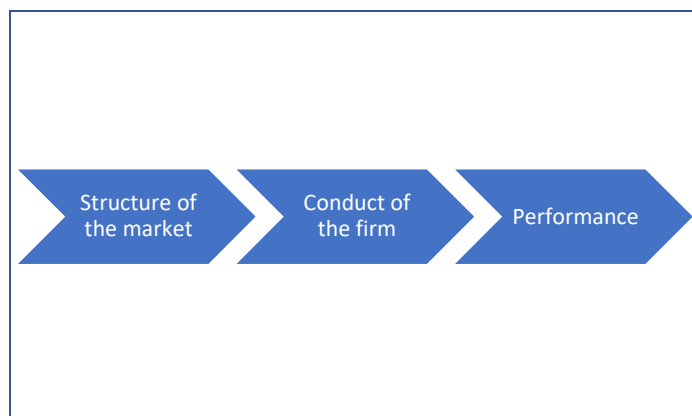 Structure of
the market
Conduct of
the firm
Performance